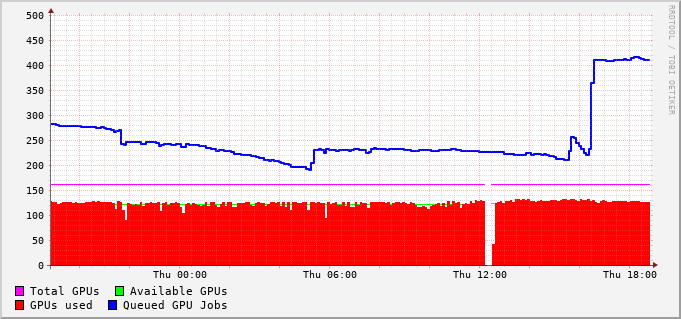 500
450
400
350
300
250
200
150
100
50
0
Thu 00:00 Thu 06:00 Thu 12:00 Thu 18:00
Total GPUs Available GPUs
GPUs used Queued GPU Jobs
RRDTOOL / TOBI OETIKER